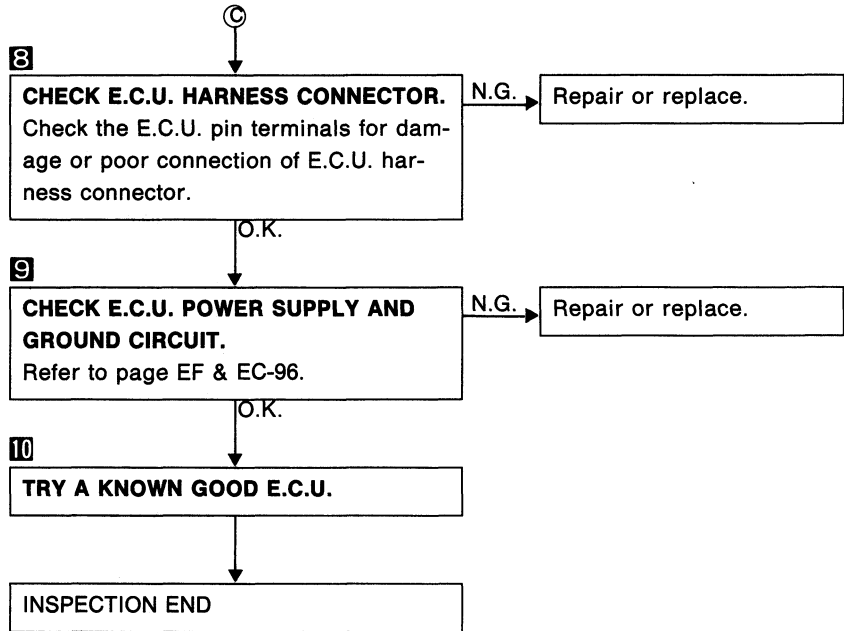 C
8
CHECK E.C.U. HARNESS CONNECTOR.
Check the E.C.U. pin terminals for dam-
age or poor connection of E.C.U. har-
ness connector.
N.G.
Repair or replace.
O.K.
9
CHECK E.C.U. POWER SUPPLY AND
GROUND CIRCUIT.
Refer to page EF & EC-96.
N.G.
Repair or replace.
O.K.
10
TRY A KNOWN GOOD E.C.U.
INSPECTION END